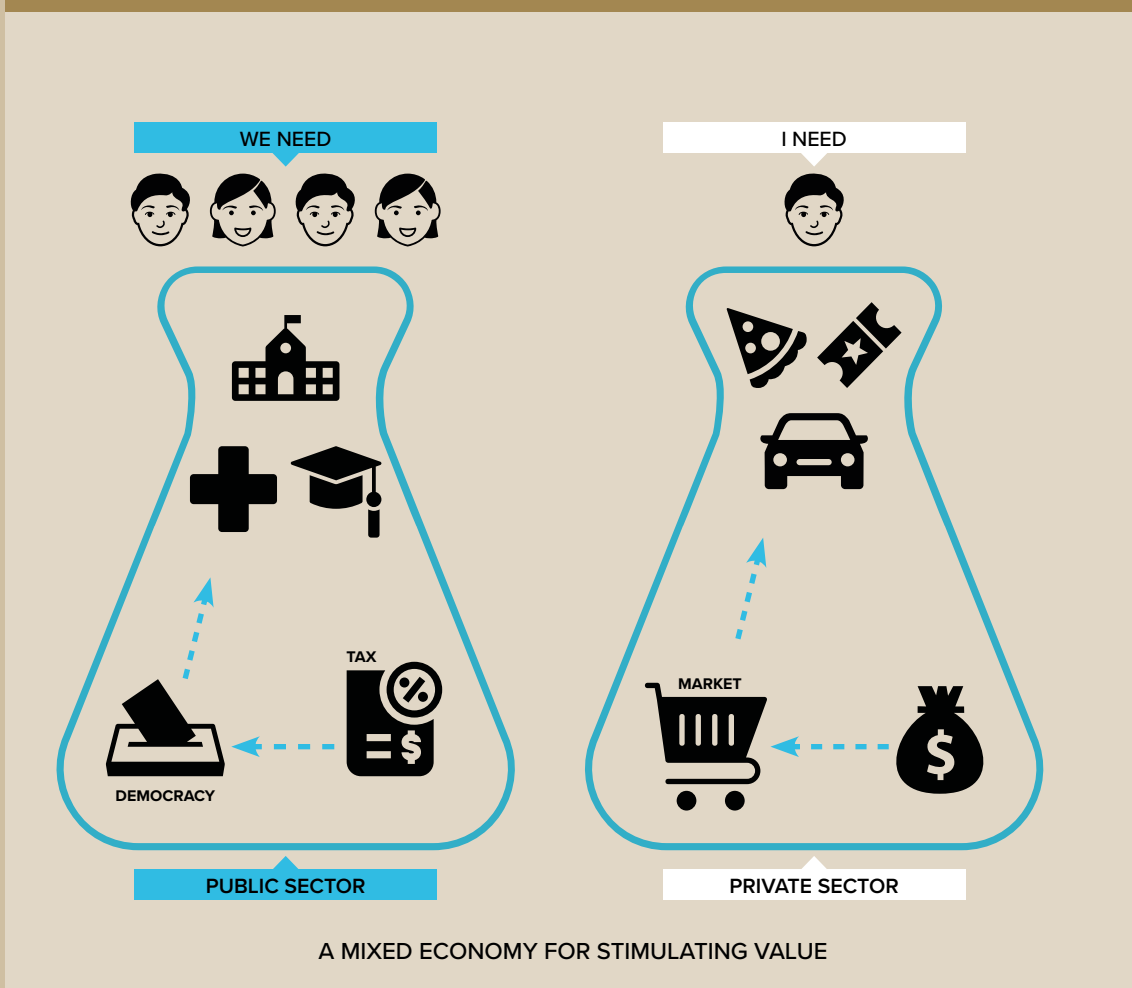 WE NEED
I NEED
TAX
= $
DEMOCRACY
MARKET
$
PUBLIC SECTOR
PRIVATE SECTOR
A MIXED ECONOMY FOR STIMULATING VALUE